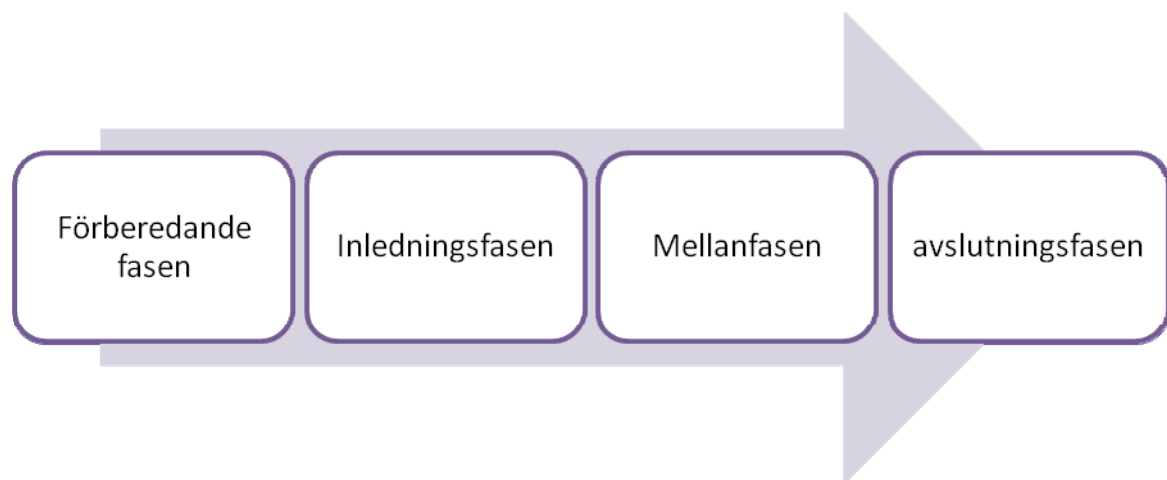 Förberedande
fasen
Inledningsfasen
Mellanfasen
avslutningsfasen